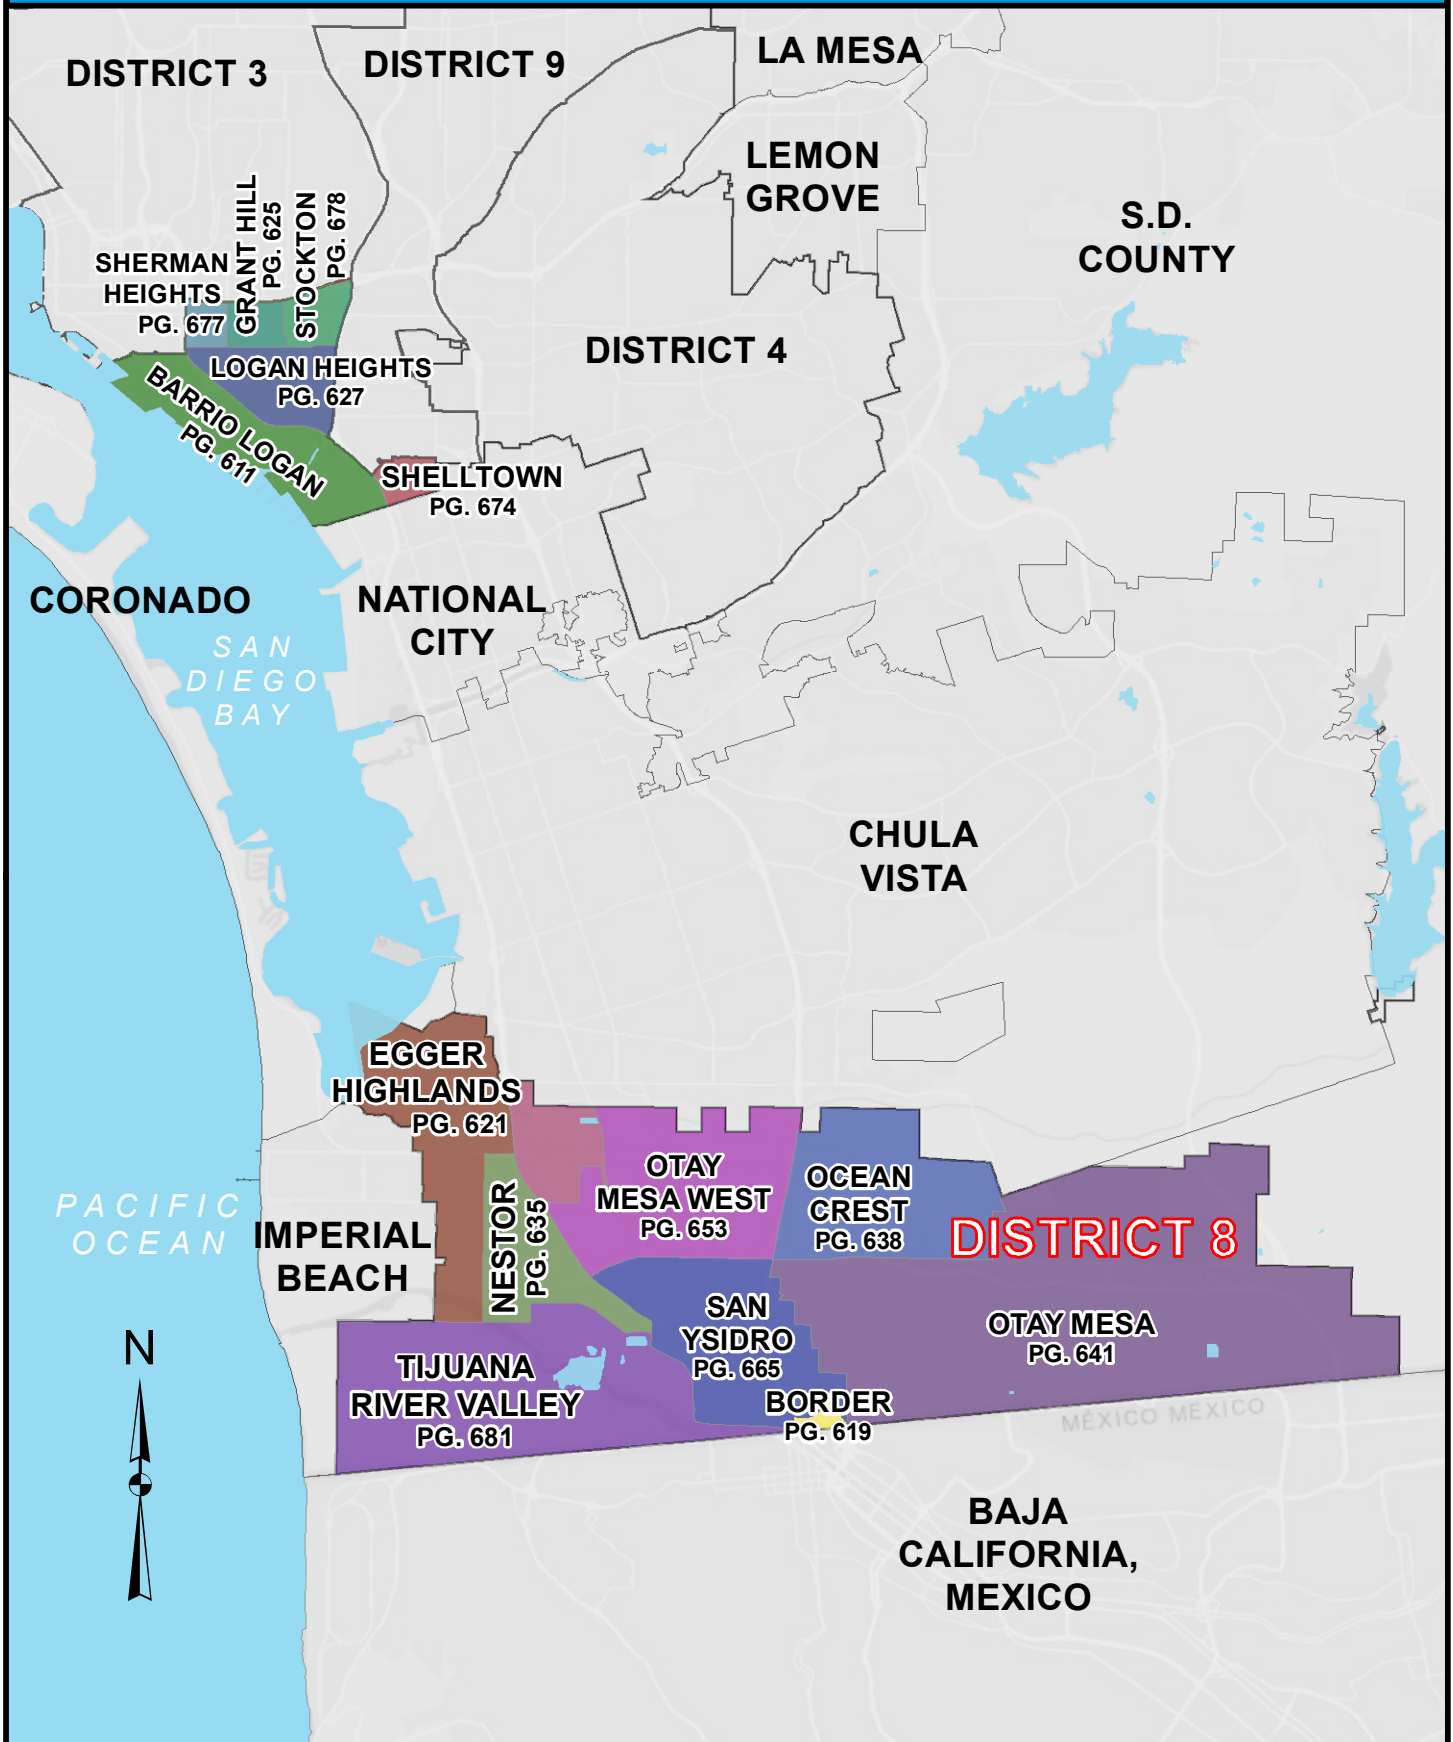 DISTRICT 3
DISTRICT 9
LA MESA
LEMON
GROVE
S.D.
COUNTY
SHERMAN
HEIGHTS
PG. 677
GRANT HILL
PG. 625
STOCKTON
PG. 678
DISTRICT 4
LOGAN HEIGHTS
PG. 627
BARRIO LOGAN
PG. 611
SHELLTOWN
PG. 674
CORONADO
NATIONAL
CITY
SAN
DIEGO
BAY
CHULA
VISTA
EGGER
HIGHLANDS
PG. 621
OTAY
MESA WEST
PG. 653
OCEAN
CREST
PG. 638
NESTOR
PG. 635
PACIFIC
OCEAN
IMPERIAL
BEACH
DISTRICT 8
SAN
YSIDRO
PG. 665
OTAY MESA
PG. 641
N
TIJUANA
RIVER VALLEY
PG. 681
BORDER
PG. 619
MÉXICO MEXICO
BAJA
CALIFORNIA,
MEXICO